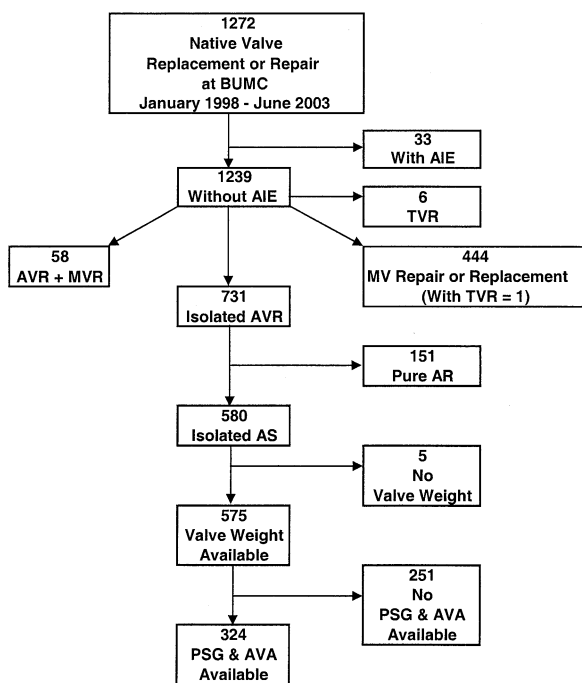 1272
Native Valve
Replacement or Repair
at BUMC
January 1998 - June 2003
33
With AIE
1239
Without AIE
6
TVR
58
AVR + MVR
444
MV Repair or Replacement
(With TVR = 1)
731
Isolated AVR
151
Pure AR
580
Isolated AS
5
No
Valve Weight
575
Valve Weight
Available
251
No
PSG & AVA
Available
324
PSG & AVA
Available